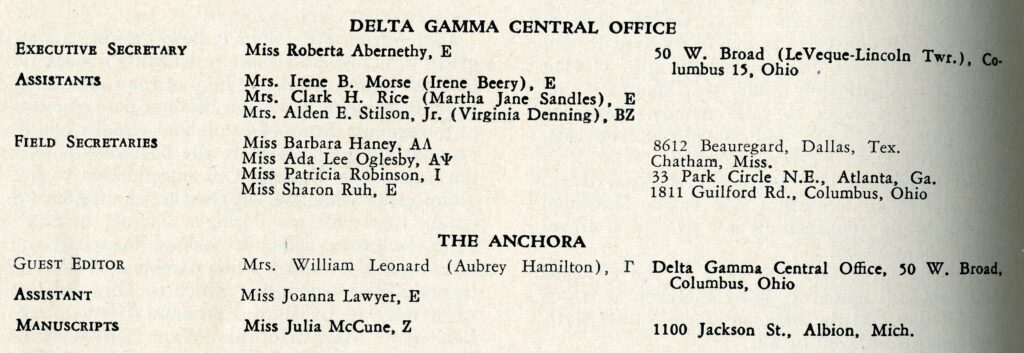 DELTA GAMMA CENTRAL OFFICE
EXECUTIVE SECRETARY Miss Roberta Abernethy, E 50 W. Broad (LeVeque-Lincoln Twr.), Co-
lumbus 15, Ohio
ASSISTANTS Mrs. Irene B. Morse (Irene Beery), E
Mrs. Clark H. Rice (Martha Jane Sandles), E
Mrs. Alden E. Stilson, Jr. (Virginia Denning), BZ
FIELD SECRETARIES Miss Barbara Haney, ΑΛ 8612 Beauregard, Dallas, Tex.
Miss Ada Lee Oglesby, ΑΨ Chatham, Miss.
Miss Patricia Robinson, I 33 Park Circle N.E., Atlanta, Ga.
Miss Sharon Ruh, E 1811 Guilford Rd., Columbus, Ohio
THE ANCHORA
GUEST EDITOR Mrs. William Leonard (Aubrey Hamilton), Γ Delta Gamma Central Office, 50 W. Broad,
Columbus, Ohio
ASSISTANT Miss Joanna Lawyer, E
MANUSCRIPTS Miss Julia McCune, Z 1100 Jackson St., Albion, Mich.